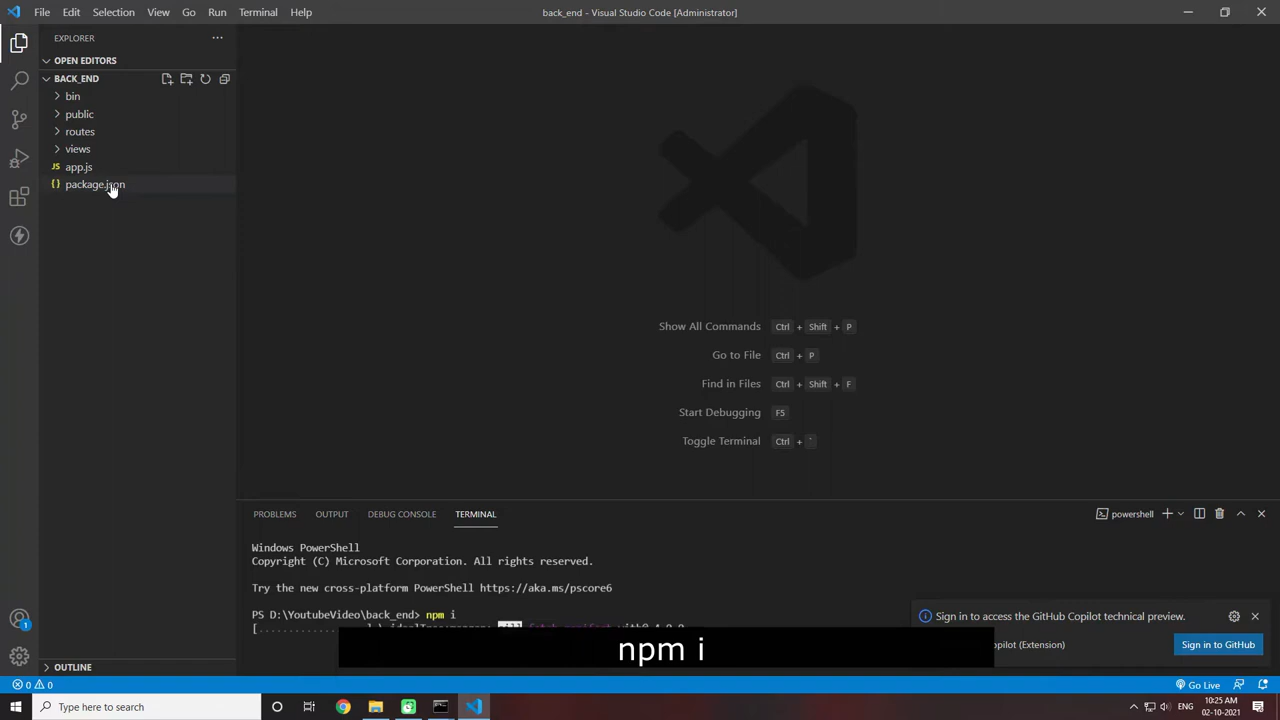 File Edit Selection View Go Run Terminal Help
back_end - Visual Studio Code [Administrator]
EXPLORER
OPEN EDITORS
BACK_END
bin
public
routes
views
JS app.js
{} package.json
Show All Commands Ctrl + Shift + P
Go to File Ctrl + P
Find in Files Ctrl + Shift + F
Start Debugging F5
Toggle Terminal Ctrl + `
PROBLEMS OUTPUT DEBUG CONSOLE TERMINAL
powershell
Windows PowerShell
Copyright (C) Microsoft Corporation. All rights reserved.
Try the new cross-platform PowerShell https://aka.ms/pscore6
PS D:\YoutubeVideo\back_end> npm i
npm i
Sign in to access the GitHub Copilot technical preview.
opilot (Extension)
Sign in to GitHub
1
OUTLINE
0 0
Go Live
Type here to search
ENG
10:25 AM
02-10-2021